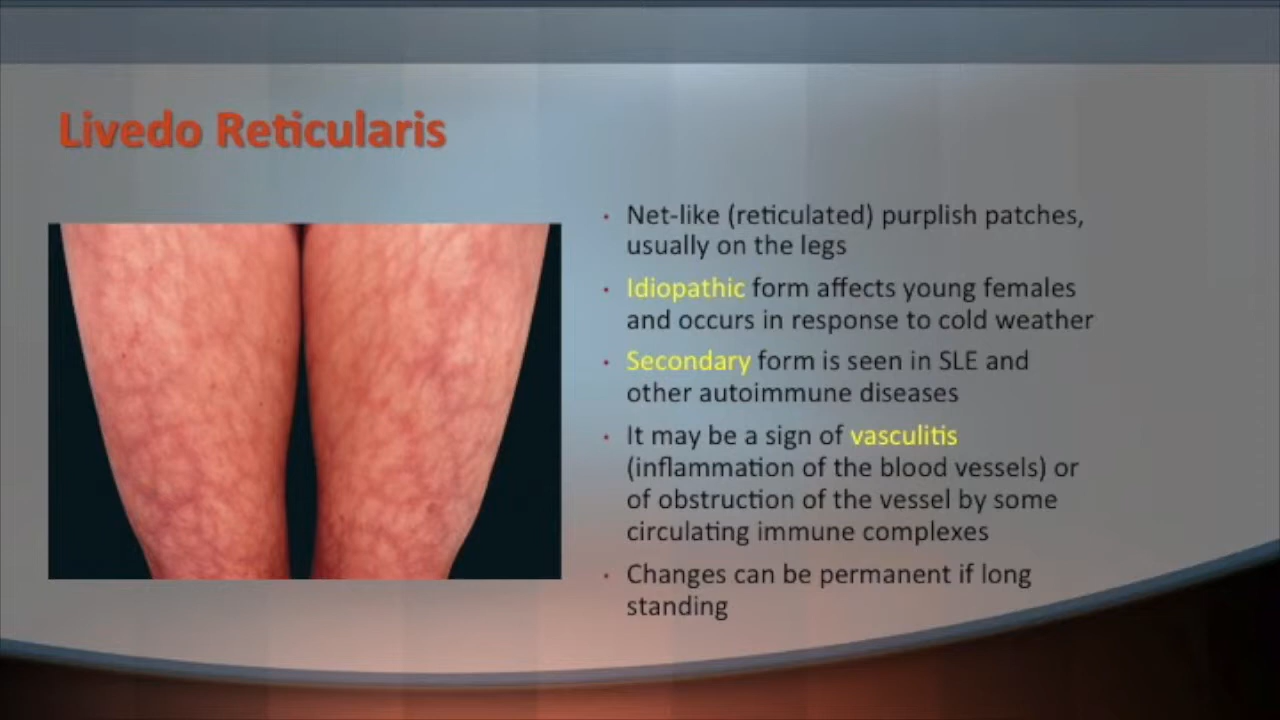 Livedo Reticularis
· Net-like (reticulated) purplish patches,
usually on the legs
· Idiopathic form affects young females
and occurs in response to cold weather
· Secondary form is seen in SLE and
other autoimmune diseases
· It may be a sign of vasculitis
(inflammation of the blood vessels) or
of obstruction of the vessel by some
circulating immune complexes
· Changes can be permanent if long
standing